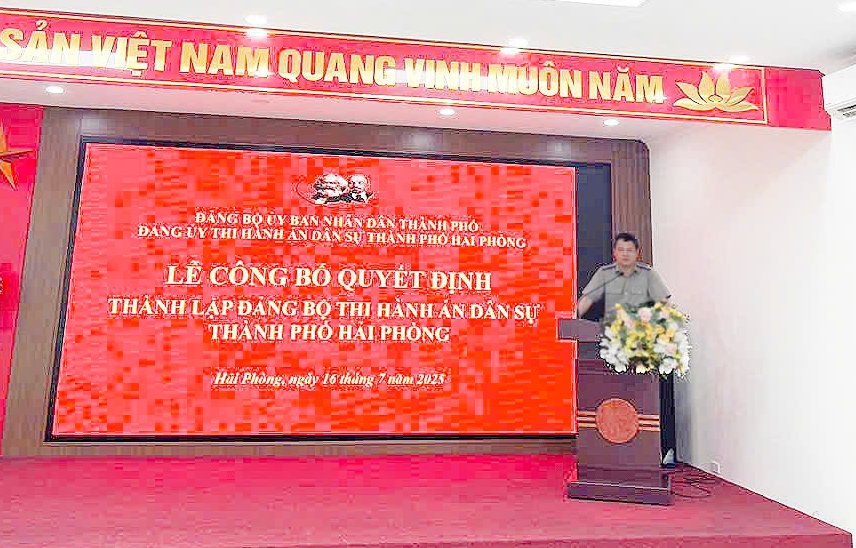 SẢN VIỆT NAM QUANG VINH MUÔN NĂM
ĐẢNG BỘ ỦY BAN NHÂN DÂN THÀNH PHỐ
ĐẢNG ỦY THI HÀNH ÁN DÂN SỰ THÀNH PHỐ HẢI PHÒNG
LỄ CÔNG BỐ QUYẾT ĐỊNH
THÀNH LẬP ĐẢNG BỘ THI HÀNH ÁN DÂN SỰ
THÀNH PHỐ HẢI PHÒNG
Hải Phòng, ngày 16 tháng 7 năm 2025